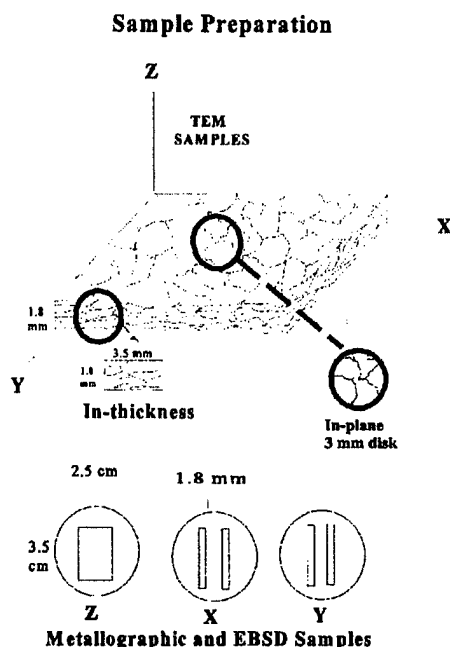 Sample Preparation
Z
TEM
SAMPLES
X
1.8
mm
3.5 mm
1.8
mm
Y
In-thickness
In-plane
3 mm disk
2.5 cm
1.8 mm
3.5
cm
Z
X
Y
Metallographic and EBSD Samples